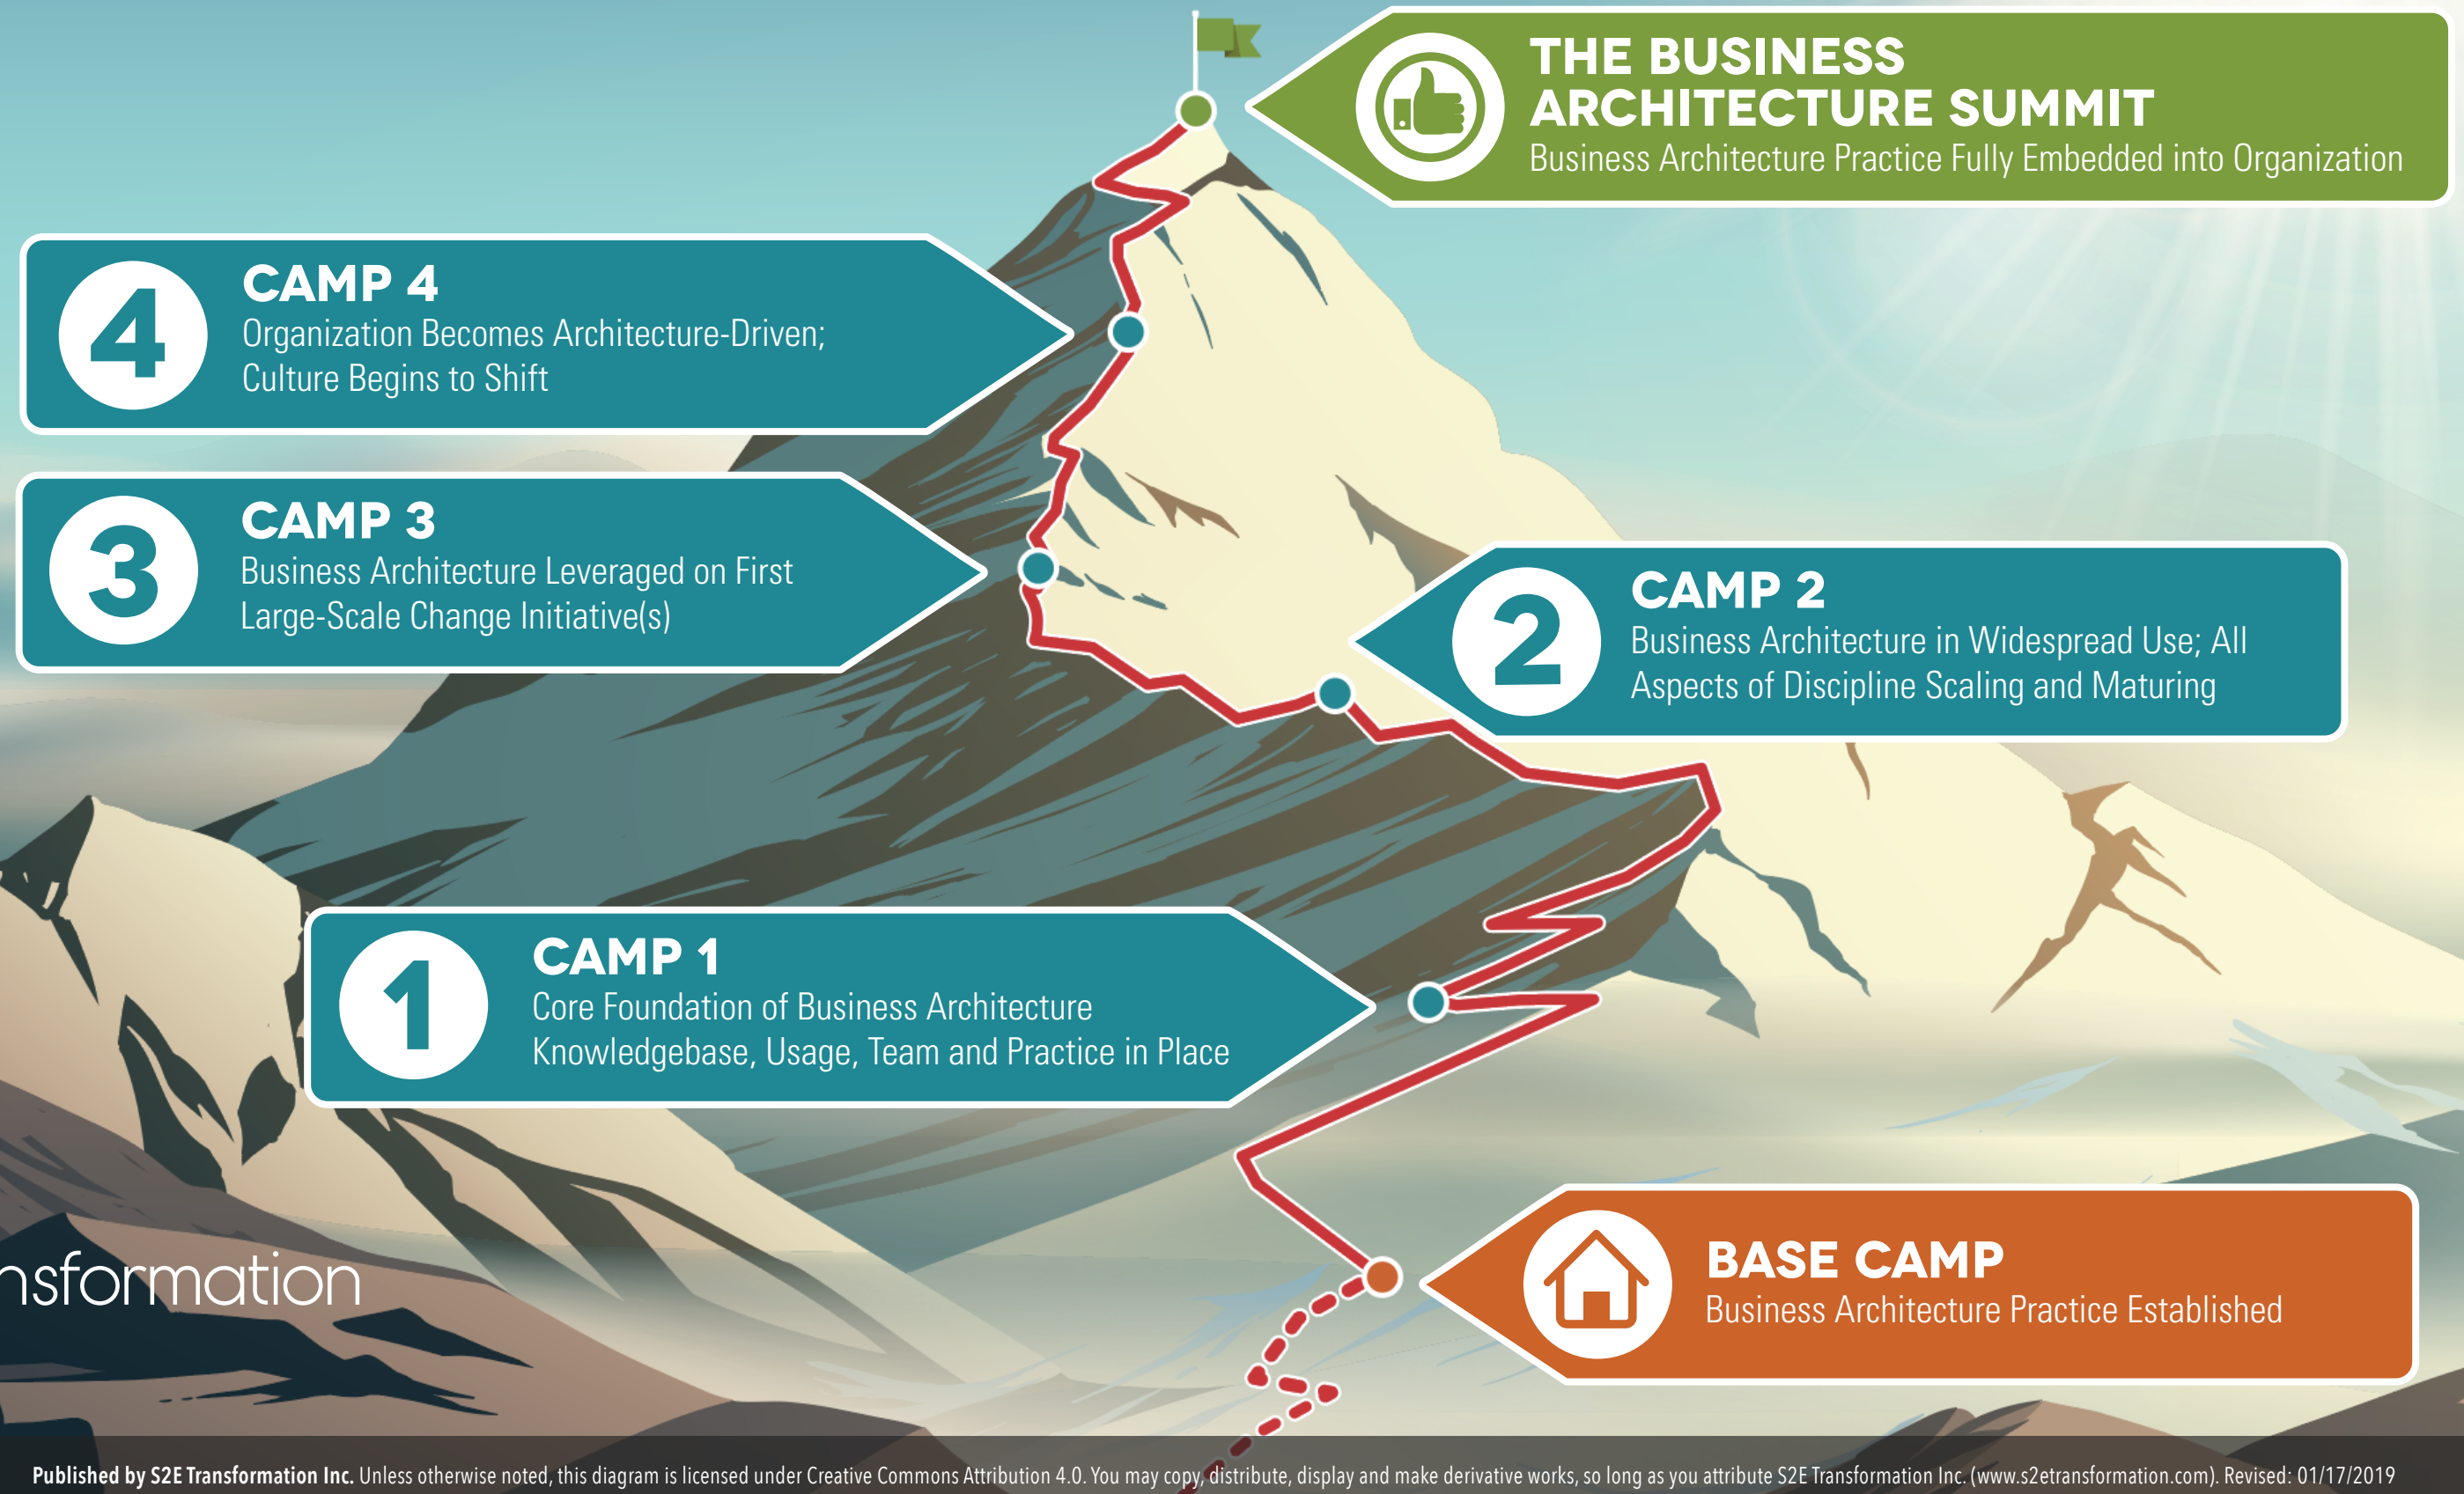 THE BUSINESS
ARCHITECTURE SUMMIT
Business Architecture Practice Fully Embedded into Organization
4
CAMP 4
Organization Becomes Architecture-Driven;
Culture Begins to Shift
3
CAMP 3
Business Architecture Leveraged on First
Large-Scale Change Initiative(s)
2
CAMP 2
Business Architecture in Widespread Use; All
Aspects of Discipline Scaling and Maturing
1
CAMP 1
Core Foundation of Business Architecture
Knowledgebase, Usage, Team and Practice in Place
BASE CAMP
Business Architecture Practice Established
nsformation
Published by S2E Transformation Inc. Unless otherwise noted, this diagram is licensed under Creative Commons Attribution 4.0. You may copy, distribute, display and make derivative works, so long as you attribute S2E Transformation Inc. (www.s2etransformation.com). Revised: 01/17/2019